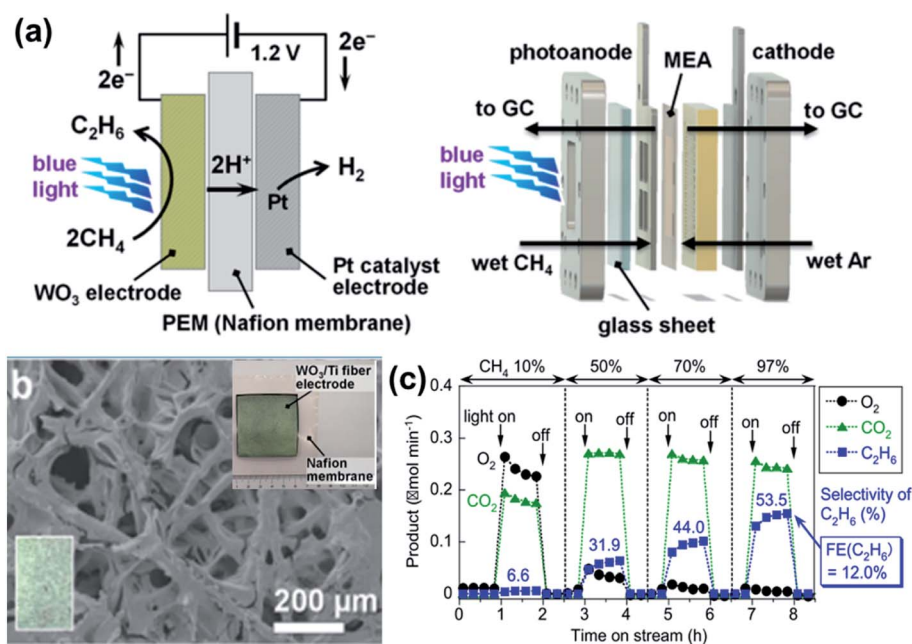 (a)
1.2 V
2e⁻
2e⁻
C₂H₆
blue
light
2H⁺
H₂
Pt
2CH₄
WO₃ electrode
Pt catalyst
electrode
PEM (Nafion membrane)
photoanode
MEA
cathode
to GC
to GC
blue
light
wet CH₄
wet Ar
glass sheet
b
WO₃/Ti fiber
electrode
Nafion
membrane
200 µm
(c)
CH₄ 10%
50%
70%
97%
light on
off
on
off
on
off
on
off
O₂
CO₂
6.6
31.9
44.0
53.5
O₂
CO₂
C₂H₆
Selectivity of
C₂H₆ (%)
FE(C₂H₆)
= 12.0%
Product (▯mol min⁻¹)
0.4
0.3
0.2
0.1
0
0 1 2 3 4 5 6 7 8
Time on stream (h)